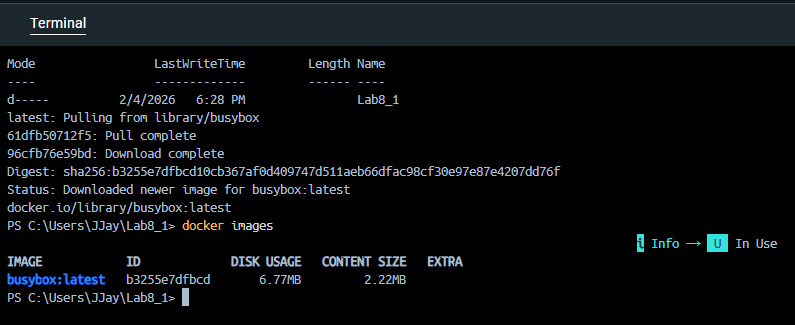 Terminal
Mode                 LastWriteTime         Length Name
----                 -------------         ------ ----
d-----          2/4/2026   6:28 PM                Lab8_1
latest: Pulling from library/busybox
61dfb50712f5: Pull complete
96cfb76e59bd: Download complete
Digest: sha256:b3255e7dfbcd10cb367af0d409747d511aeb66dfac98cf30e97e87e4207dd76f
Status: Downloaded newer image for busybox:latest
docker.io/library/busybox:latest
PS C:\Users\JJay\Lab8_1> docker images
i Info → U In Use
IMAGE            ID             DISK USAGE   CONTENT SIZE   EXTRA
busybox:latest   b3255e7dfbcd       6.77MB         2.22MB
PS C:\Users\JJay\Lab8_1>